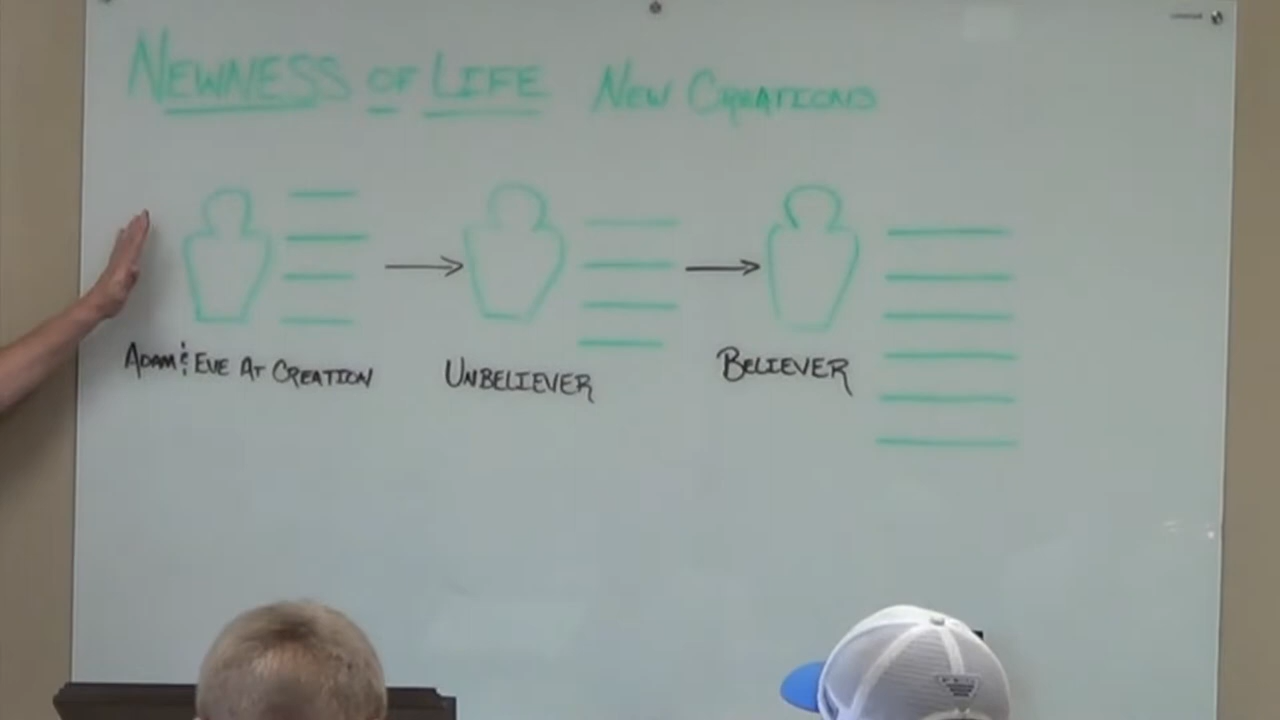 NEWNESS OF LIFE NEW CREATIONS
ADAM & EVE AT CREATION
UNBELIEVER
BELIEVER